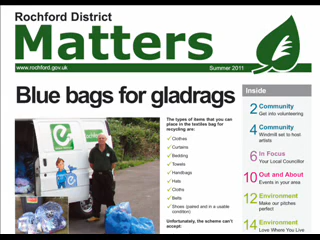 Rochford District
Matters
www.rochford.gov.uk
Summer 2011
Blue bags for gladrags
The types of items that you can
place in the textiles bag for
recycling are:
✓ Clothes
✓ Curtains
✓ Bedding
✓ Towels
✓ Handbags
✓ Hats
✓ Cloths
✓ Belts
✓ Shoes (paired and in a usable
condition)
Unfortunately, the scheme can't
accept:
Inside
2 Community
Get into volunteering
4 Community
Windmill set to host
artists
6 In Focus
Your Local Councillor
10 Out and About
Events in your area
12 Environment
Make our pitches
perfect
14 Environment
Love Where You Live